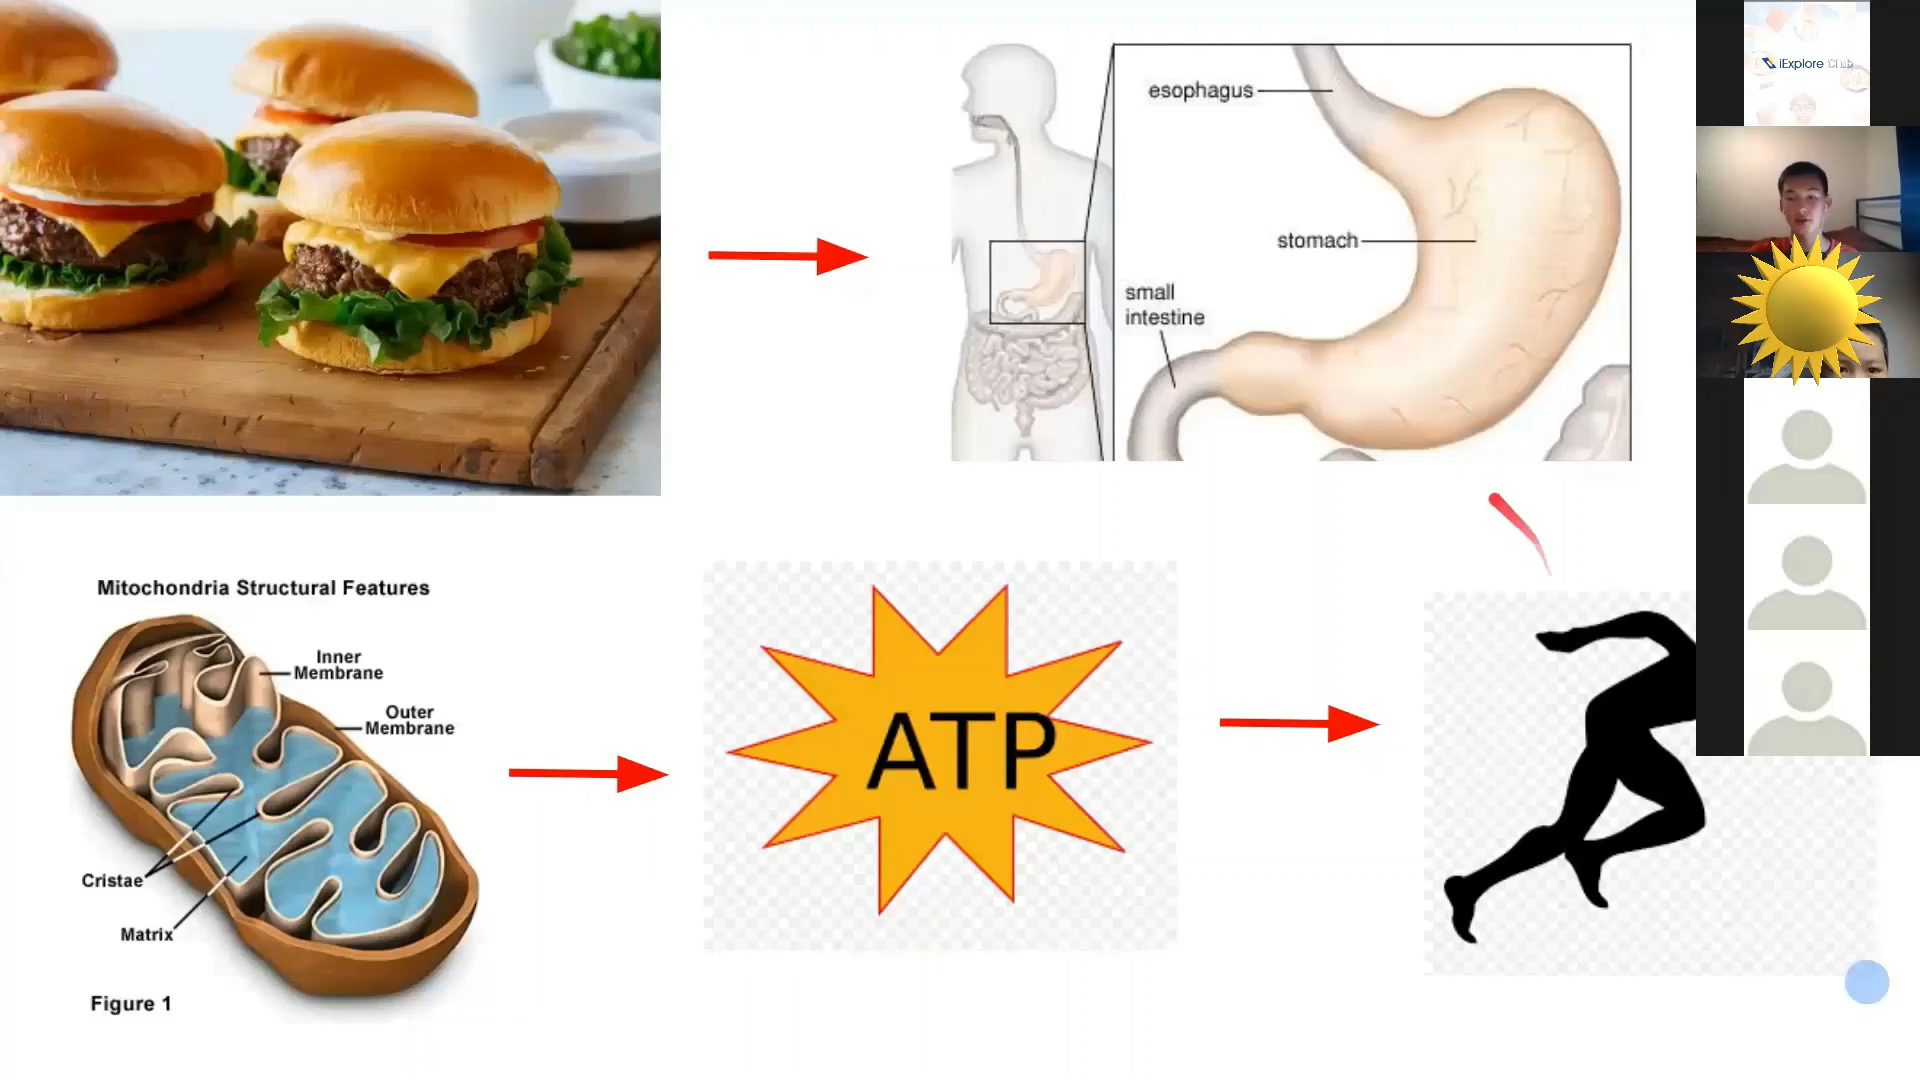 iExplore Club
esophagus
stomach
small
intestine
Mitochondria Structural Features
Inner
Membrane
Outer
Membrane
Cristae
Matrix
Figure 1
ATP